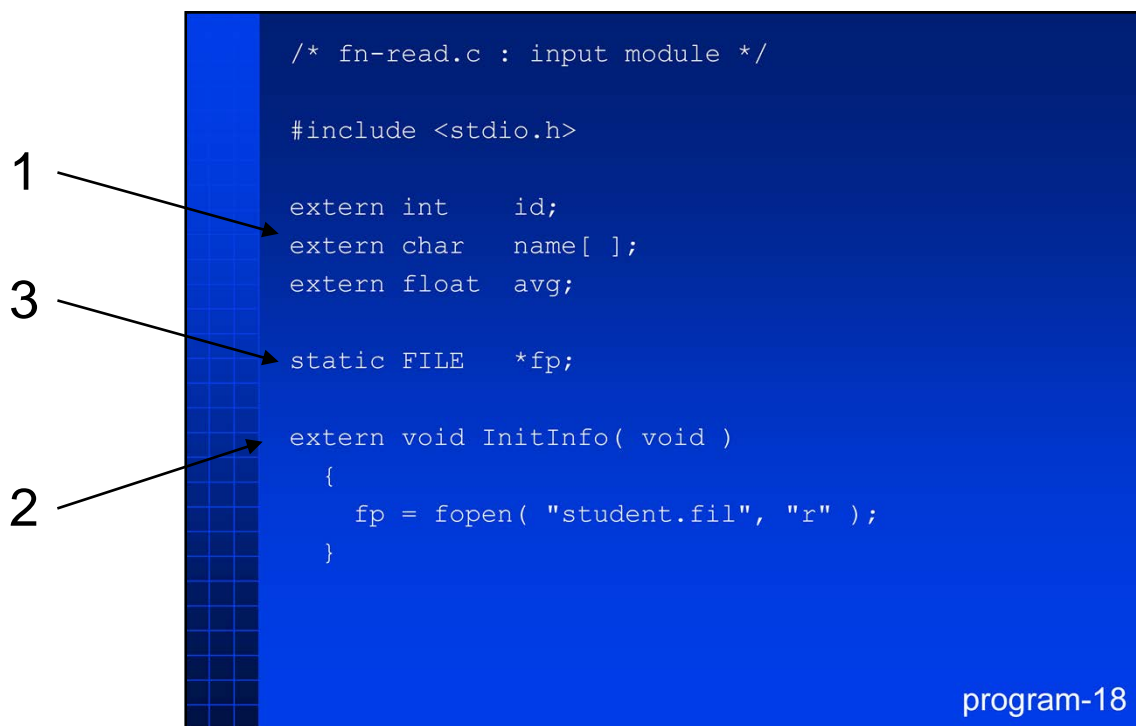 /* fn-read.c : input module */
#include <stdio.h>
1
extern int id;
extern char name[ ];
extern float avg;
3
static FILE *fp;
extern void InitInfo( void )
{
2
fp = fopen( "student.fil", "r" );
}
program-18